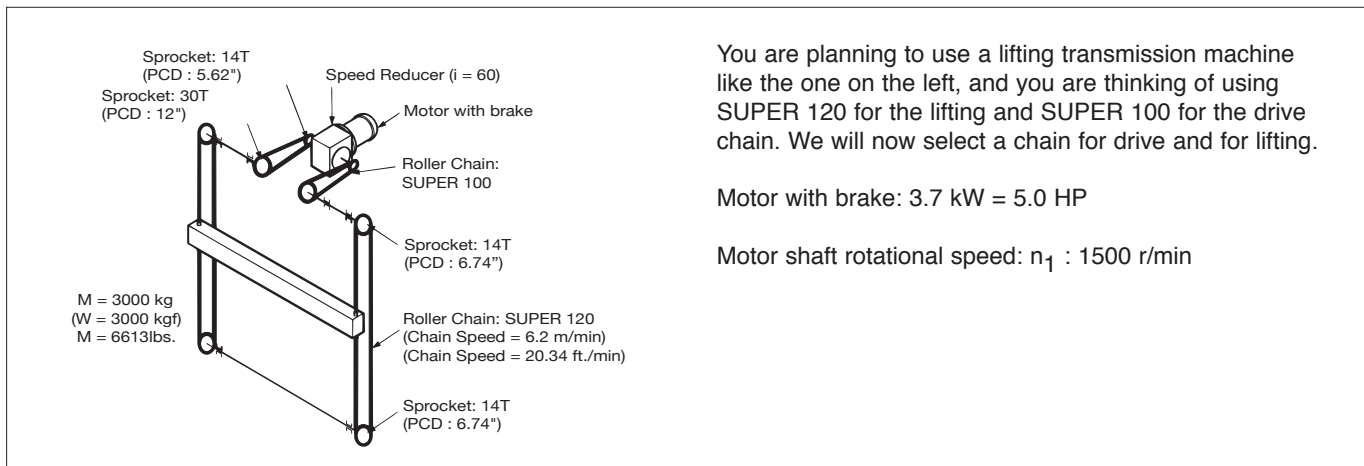 Sprocket: 14T
(PCD : 5.62")
Sprocket: 30T
(PCD : 12")
Speed Reducer (i = 60)
Motor with brake
Roller Chain:
SUPER 100
Sprocket: 14T
(PCD : 6.74”)
M = 3000 kg
(W = 3000 kgf)
M = 6613lbs.
Roller Chain: SUPER 120
(Chain Speed = 6.2 m/min)
(Chain Speed = 20.34 ft./min)
Sprocket: 14T
(PCD : 6.74")
You are planning to use a lifting transmission machine
like the one on the left, and you are thinking of using
SUPER 120 for the lifting and SUPER 100 for the drive
chain. We will now select a chain for drive and for lifting.
Motor with brake: 3.7 kW = 5.0 HP
Motor shaft rotational speed: n1 : 1500 r/min